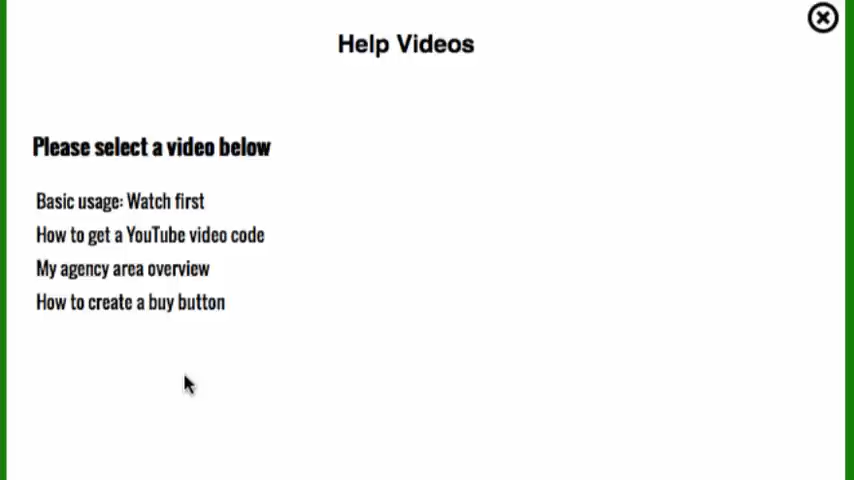 Help Videos
Please select a video below
Basic usage: Watch first
How to get a YouTube video code
My agency area overview
How to create a buy button